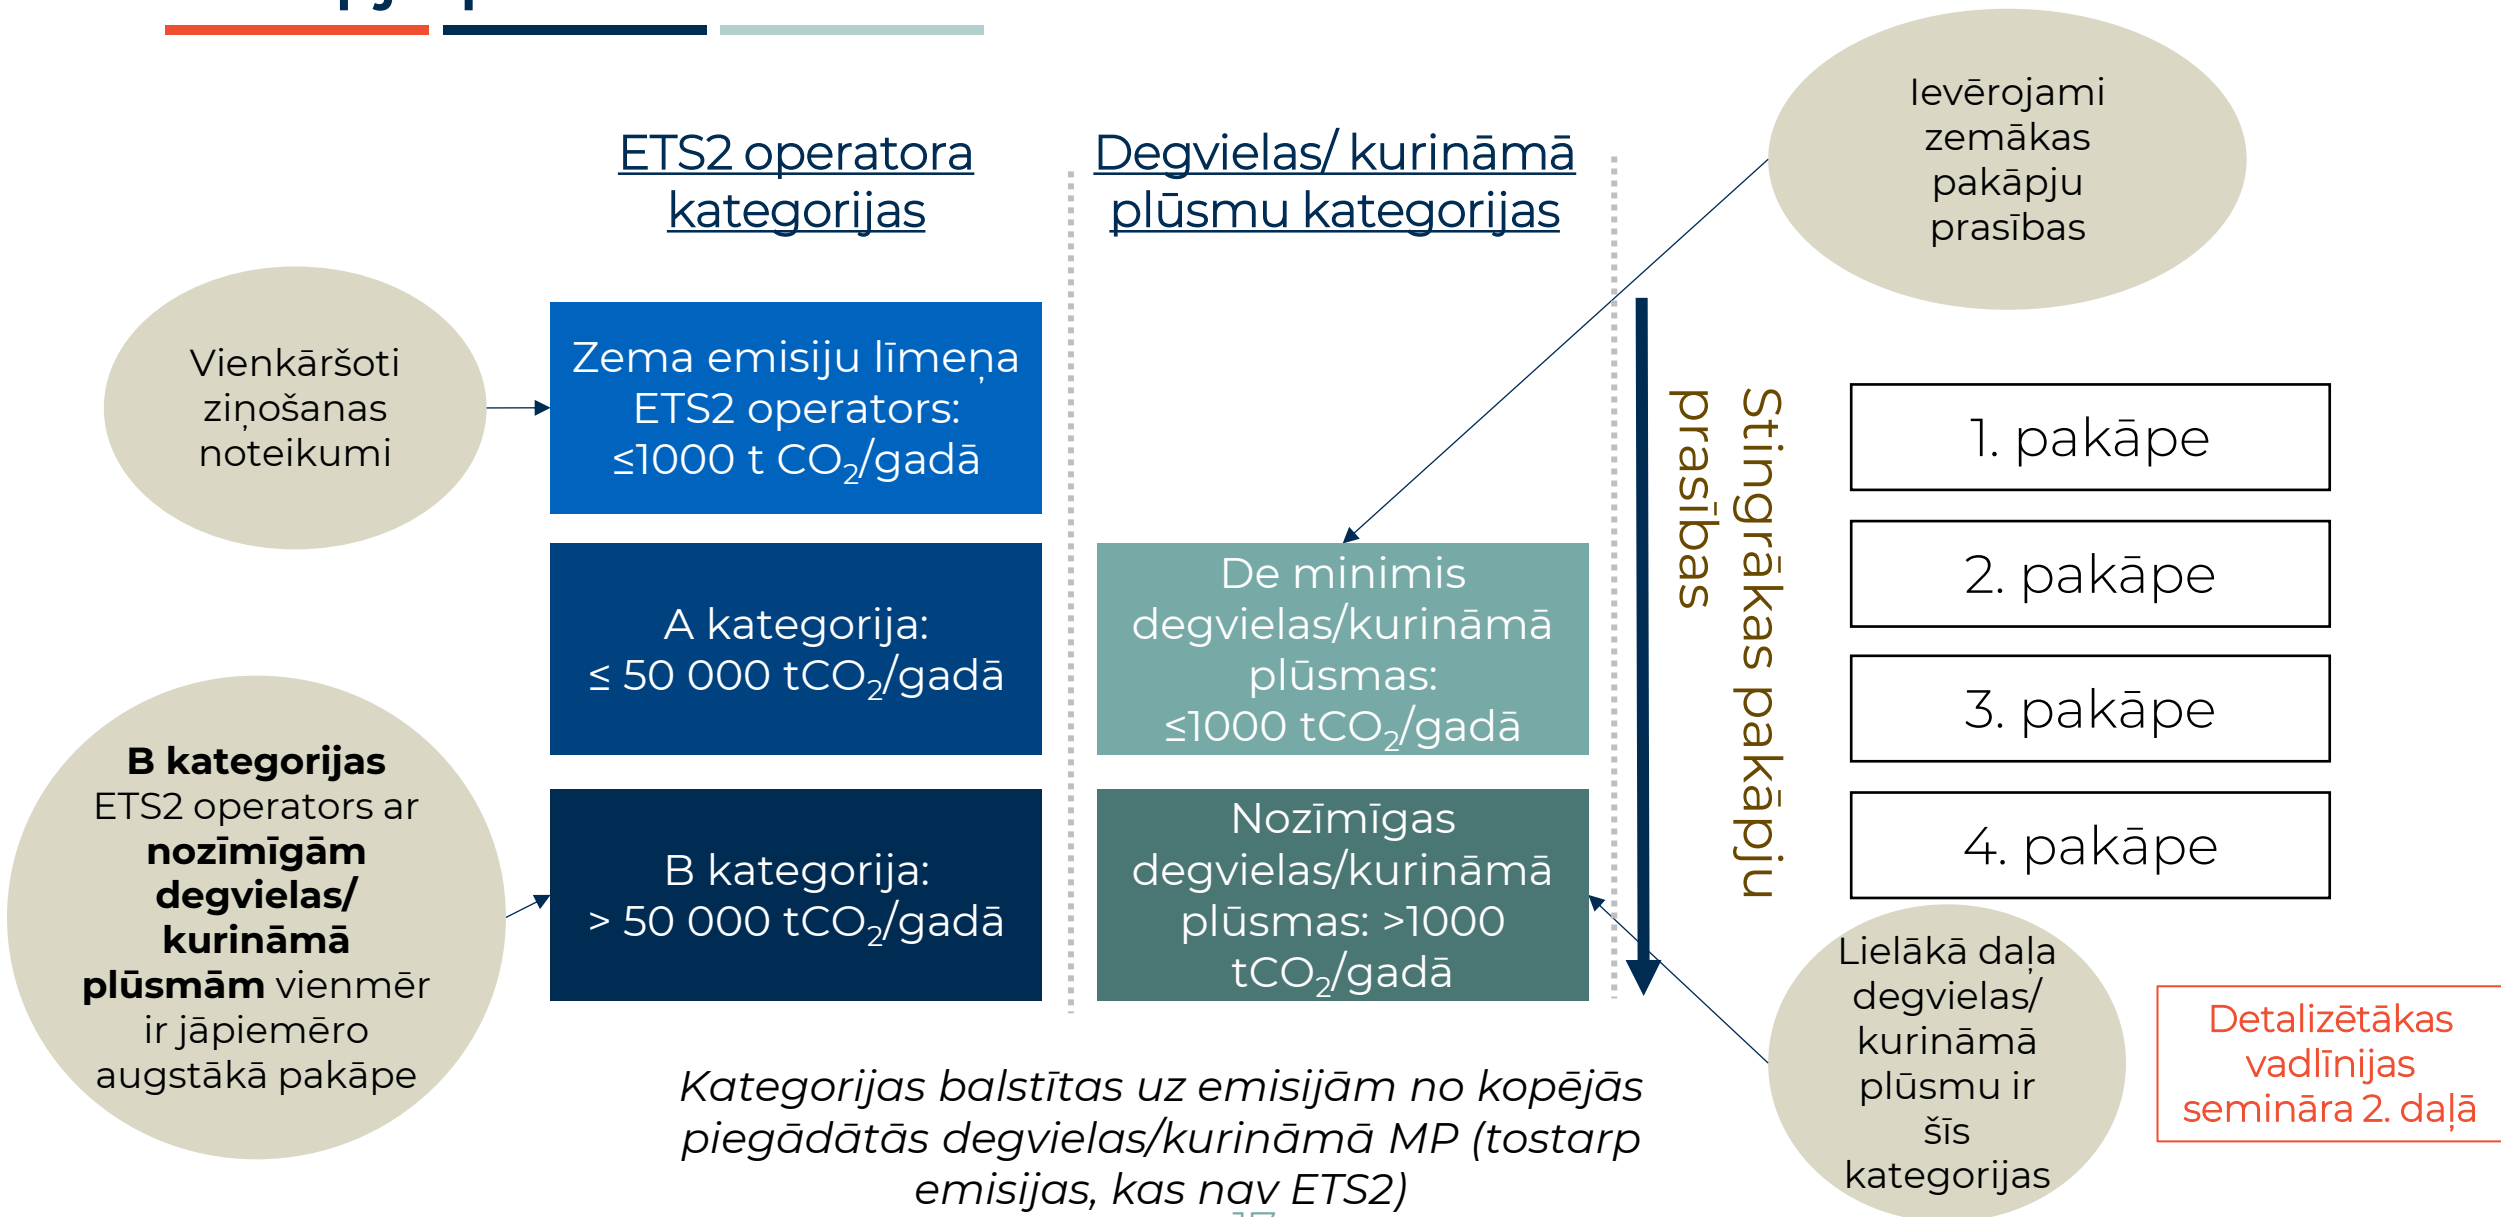 ETS2 operatora
kategorijas
Degvielas/ kurināmā
plūsmu kategorijas
Ievērojami
zemākas
pakāpju
prasības
Vienkāršoti
ziņošanas
noteikumi
Zema emisiju līmeņa
ETS2 operators:
≤1000 t CO₂/gadā
A kategorija:
≤ 50 000 tCO₂/gadā
B kategorija:
> 50 000 tCO₂/gadā
De minimis
degvielas/kurināmā
plūsmas:
≤1000 tCO₂/gadā
Nozīmīgas
degvielas/kurināmā
plūsmas: >1000
tCO₂/gadā
Stingrākas pakāpju
prasības
1. pakāpe
2. pakāpe
3. pakāpe
4. pakāpe
B kategorijas
ETS2 operators ar
nozīmīgām
degvielas/
kurināmā
plūsmām vienmēr
ir jāpiemēro
augstākā pakāpe
Lielākā daļa
degvielas/
kurināmā
plūsmu ir
šīs
kategorijas
Detalizētākas
vadlīnijas
semināra 2. daļā
Kategorijas balstītas uz emisijām no kopējās
piegādātās degvielas/kurināmā MP (tostarp
emisijas, kas nav ETS2)